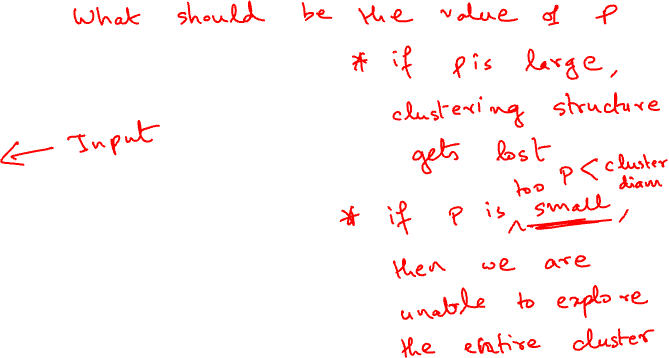 What should be the value of p
* if p is large,
clustering structure
← Input
gets lost
too p < cluster diam
* if p is ^ small,
then we are
unable to explore
the entire cluster